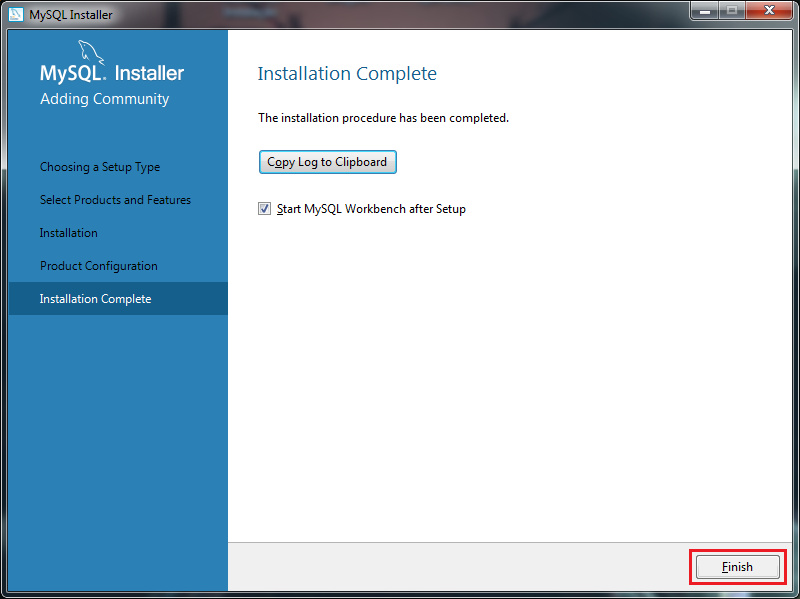 MySQL Installer
MySQL. Installer
Adding Community
Choosing a Setup Type
Select Products and Features
Installation
Product Configuration
Installation Complete
Installation Complete
The installation procedure has been completed.
Copy Log to Clipboard
Start MySQL Workbench after Setup
Finish